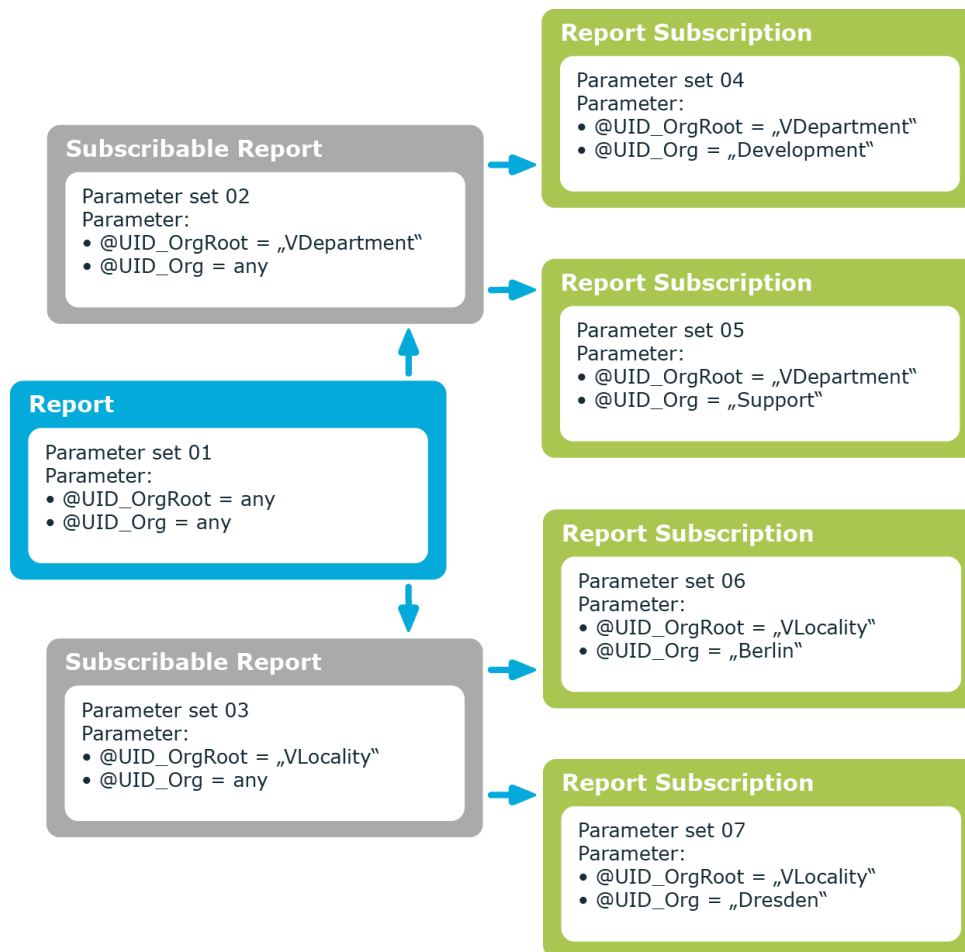 Report Subscription
Parameter set 04
Parameter:
• @UID_OrgRoot = „VDepartment“
• @UID_Org = „Development“
Subscribable Report
Parameter set 02
Parameter:
• @UID_OrgRoot = „VDepartment“
• @UID_Org = any
Report Subscription
Parameter set 05
Parameter:
• @UID_OrgRoot = „VDepartment“
• @UID_Org = „Support“
Report
Parameter set 01
Parameter:
• @UID_OrgRoot = any
• @UID_Org = any
Report Subscription
Parameter set 06
Parameter:
• @UID_OrgRoot = „VLocality“
• @UID_Org = „Berlin“
Subscribable Report
Parameter set 03
Parameter:
• @UID_OrgRoot = „VLocality“
• @UID_Org = any
Report Subscription
Parameter set 07
Parameter:
• @UID_OrgRoot = „VLocality“
• @UID_Org = „Dresden“